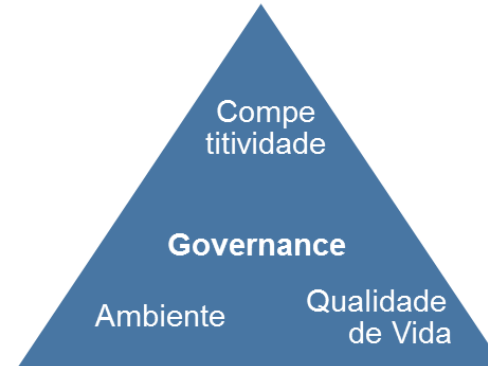 Compe
titividade
Governance
Ambiente
Qualidade
de Vida